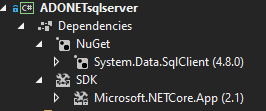 C# ADONETsqlserver
Dependencies
NuGet
System.Data.SqlClient (4.8.0)
SDK
Microsoft.NETCore.App (2.1)